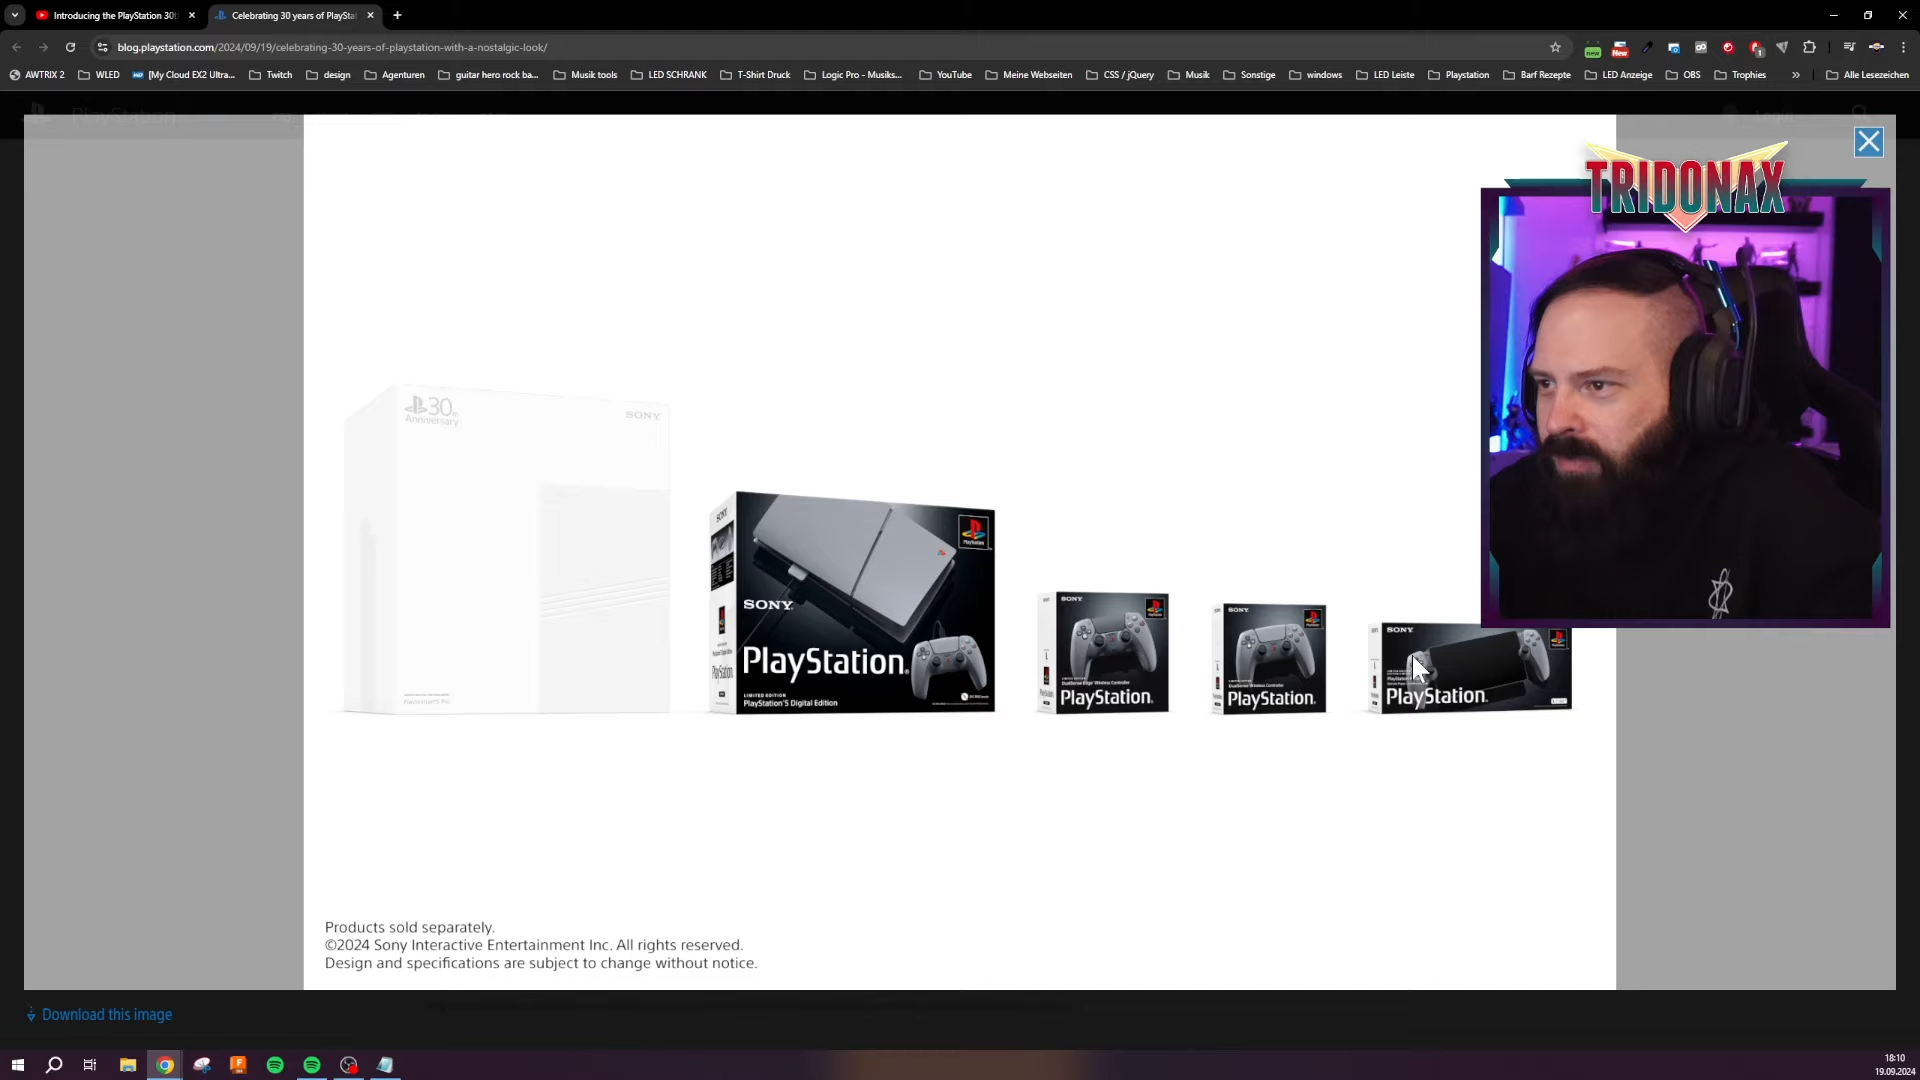 Introducing the PlayStation 30t
Celebrating 30 years of PlaySta
blog.playstation.com/2024/09/19/celebrating-30-years-of-playstation-with-a-nostalgic-look/
AWTRIX 2
WLED
[My Cloud EX2 Ultra...
Twitch
design
Agenturen
guitar hero rock ba...
Musik tools
LED SCHRANK
T-Shirt Druck
Logic Pro - Musiks...
YouTube
Meine Webseiten
CSS / jQuery
Musik
Sonstige
windows
LED Leiste
Playstation
Barf Rezepte
LED Anzeige
OBS
Trophies
»
Alle Lesezeichen
PlayStation
TRIDONAX
30th
Anniversary
SONY
SONY
PlayStation
SONY.
PlayStation.
LIMITED EDITION
PlayStation®5 Digital Edition
SONY
PlayStation.
SONY
PlayStation.
SONY
PlayStation.
Products sold separately.
©2024 Sony Interactive Entertainment Inc. All rights reserved.
Design and specifications are subject to change without notice.
Download this image
18:10
19.09.2024